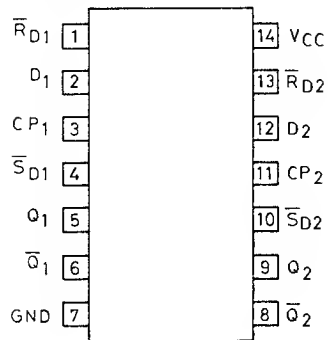 R̅D1 1 14 VCC
D1 2 13 R̅D2
CP1 3 12 D2
S̅D1 4 11 CP2
Q1 5 10 S̅D2
Q̅1 6 9 Q2
GND 7 8 Q̅2